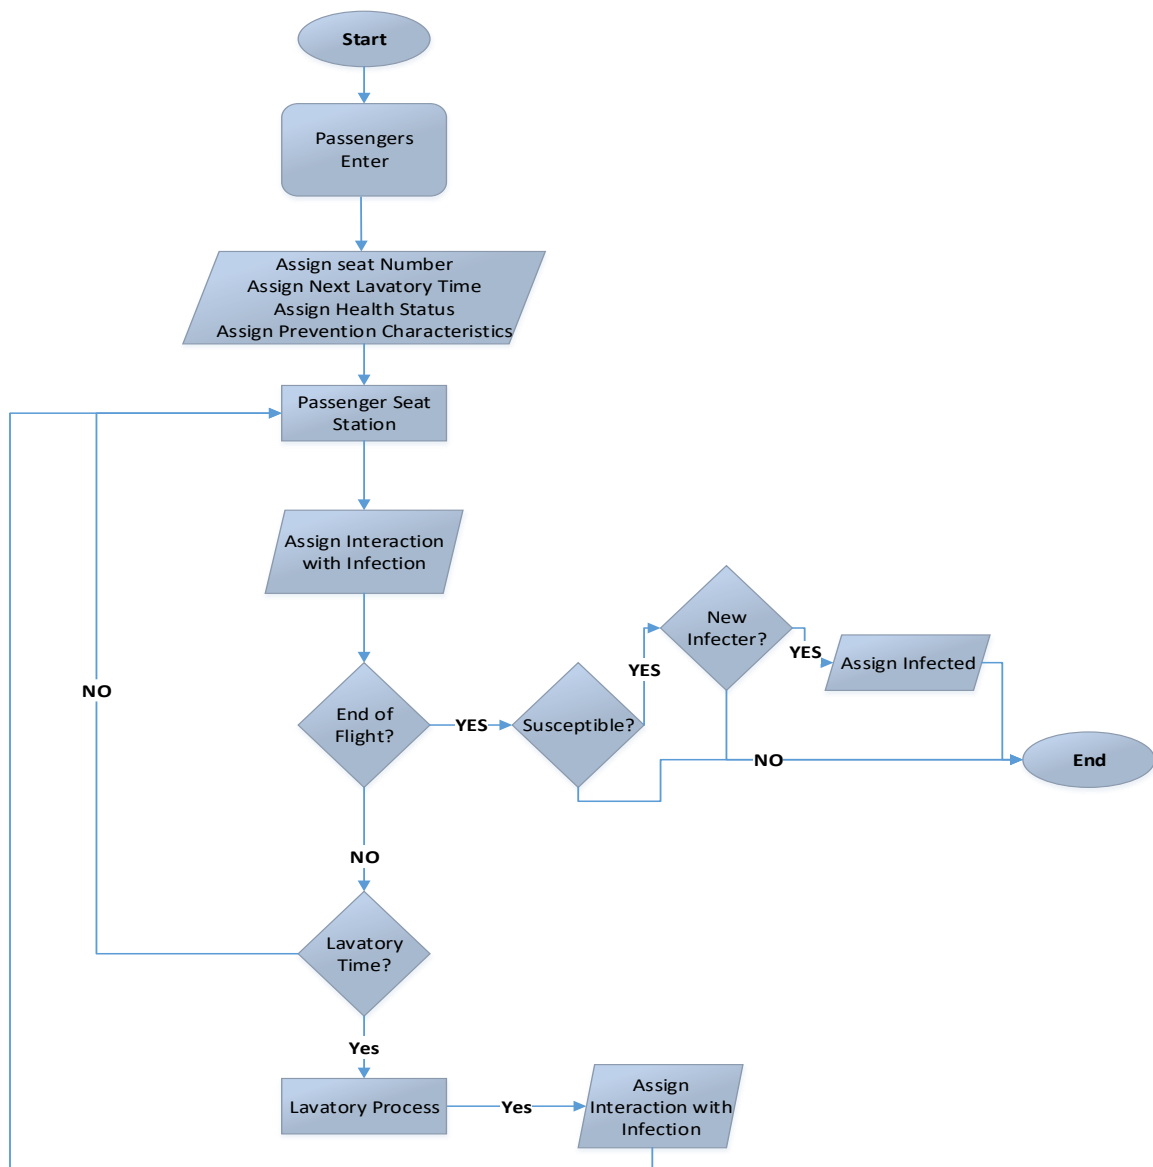 Start
Passengers
Enter
Assign seat Number
Assign Next Lavatory Time
Assign Health Status
Assign Prevention Characteristics
Passenger Seat
Station
Assign Interaction
with Infection
New
Infecter?
YES
Assign Infected
YES
NO
End of
Flight?
YES
Susceptible?
NO
End
NO
Lavatory
Time?
Yes
Lavatory Process
Yes
Assign
Interaction with
Infection